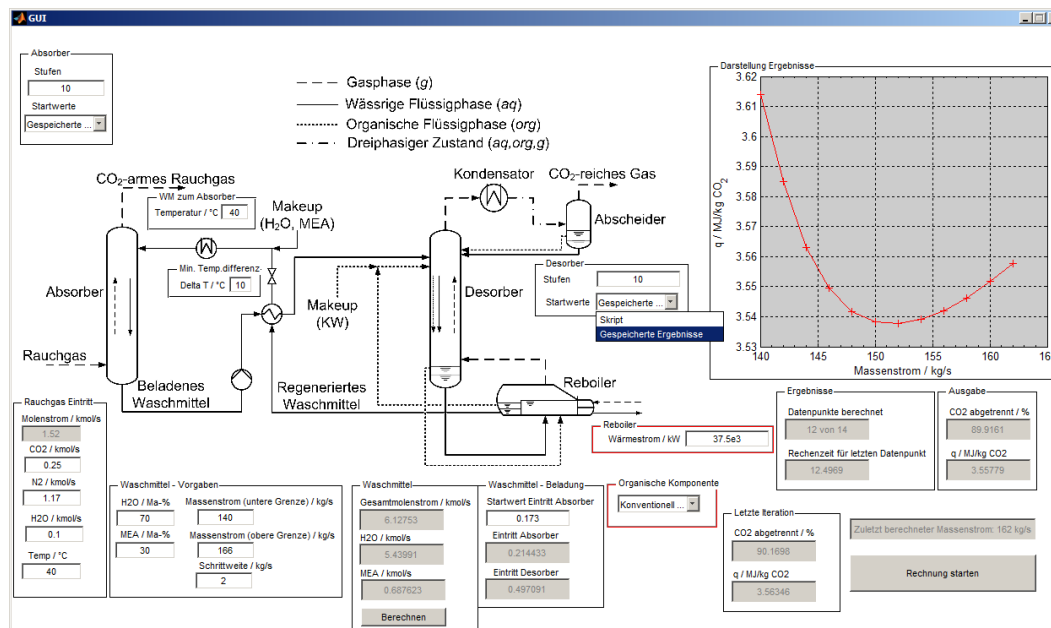 GUI
Absorber
Stufen
10
Startwerte
Gespeicherte ...
Gasphase (g)
Wässrige Flüssigphase (aq)
Organische Flüssigphase (org)
Dreiphasiger Zustand (aq,org,g)
CO2-armes Rauchgas
WM zum Absorber
Temperatur / °C 40
Makeup
(H2O, MEA)
Min. Temp.differenz
Delta T / °C 10
Absorber
Rauchgas
Beladenes
Waschmittel
Makeup
(KW)
Regeneriertes
Waschmittel
Kondensator
CO2-reiches Gas
Abscheider
Desorber
Reboiler
Desorber
Stufen 10
Startwerte Gespeicherte ...
Skript
Gespeicherte Ergebnisse
Darstellung Ergebnisse
q / MJ/kg CO2
3.62
3.61
3.6
3.59
3.58
3.57
3.56
3.55
3.54
3.53
140 145 150 155 160 165
Massenstrom / kg/s
Rauchgas Eintritt
Molenstrom / kmol/s
1.52
CO2 / kmol/s
0.25
N2 / kmol/s
1.17
H2O / kmol/s
0.1
Temp / °C
40
Waschmittel - Vorgaben
H2O / Ma-%
70
MEA / Ma-%
30
Massenstrom (untere Grenze) / kg/s
140
Massenstrom (obere Grenze) / kg/s
166
Schrittweite / kg/s
2
Waschmittel
Gesamtmolenstrom / kmol/s
6.12753
H2O / kmol/s
5.43991
MEA / kmol/s
0.687623
Berechnen
Waschmittel - Beladung
Startwert Eintritt Absorber
0.173
Eintritt Absorber
0.214433
Eintritt Desorber
0.497091
Reboiler
Wärmestrom / kW 37.5e3
Organische Komponente
Konventionell ...
Ergebnisse
Datenpunkte berechnet
12 von 14
Rechenzeit für letzten Datenpunkt
12.4969
Ausgabe
CO2 abgetrennt / %
89.9161
q / MJ/kg CO2
3.55779
Letzte Iteration
CO2 abgetrennt / %
90.1698
q / MJ/kg CO2
3.56346
Zuletzt berechneter Massenstrom: 162 kg/s
Rechnung starten